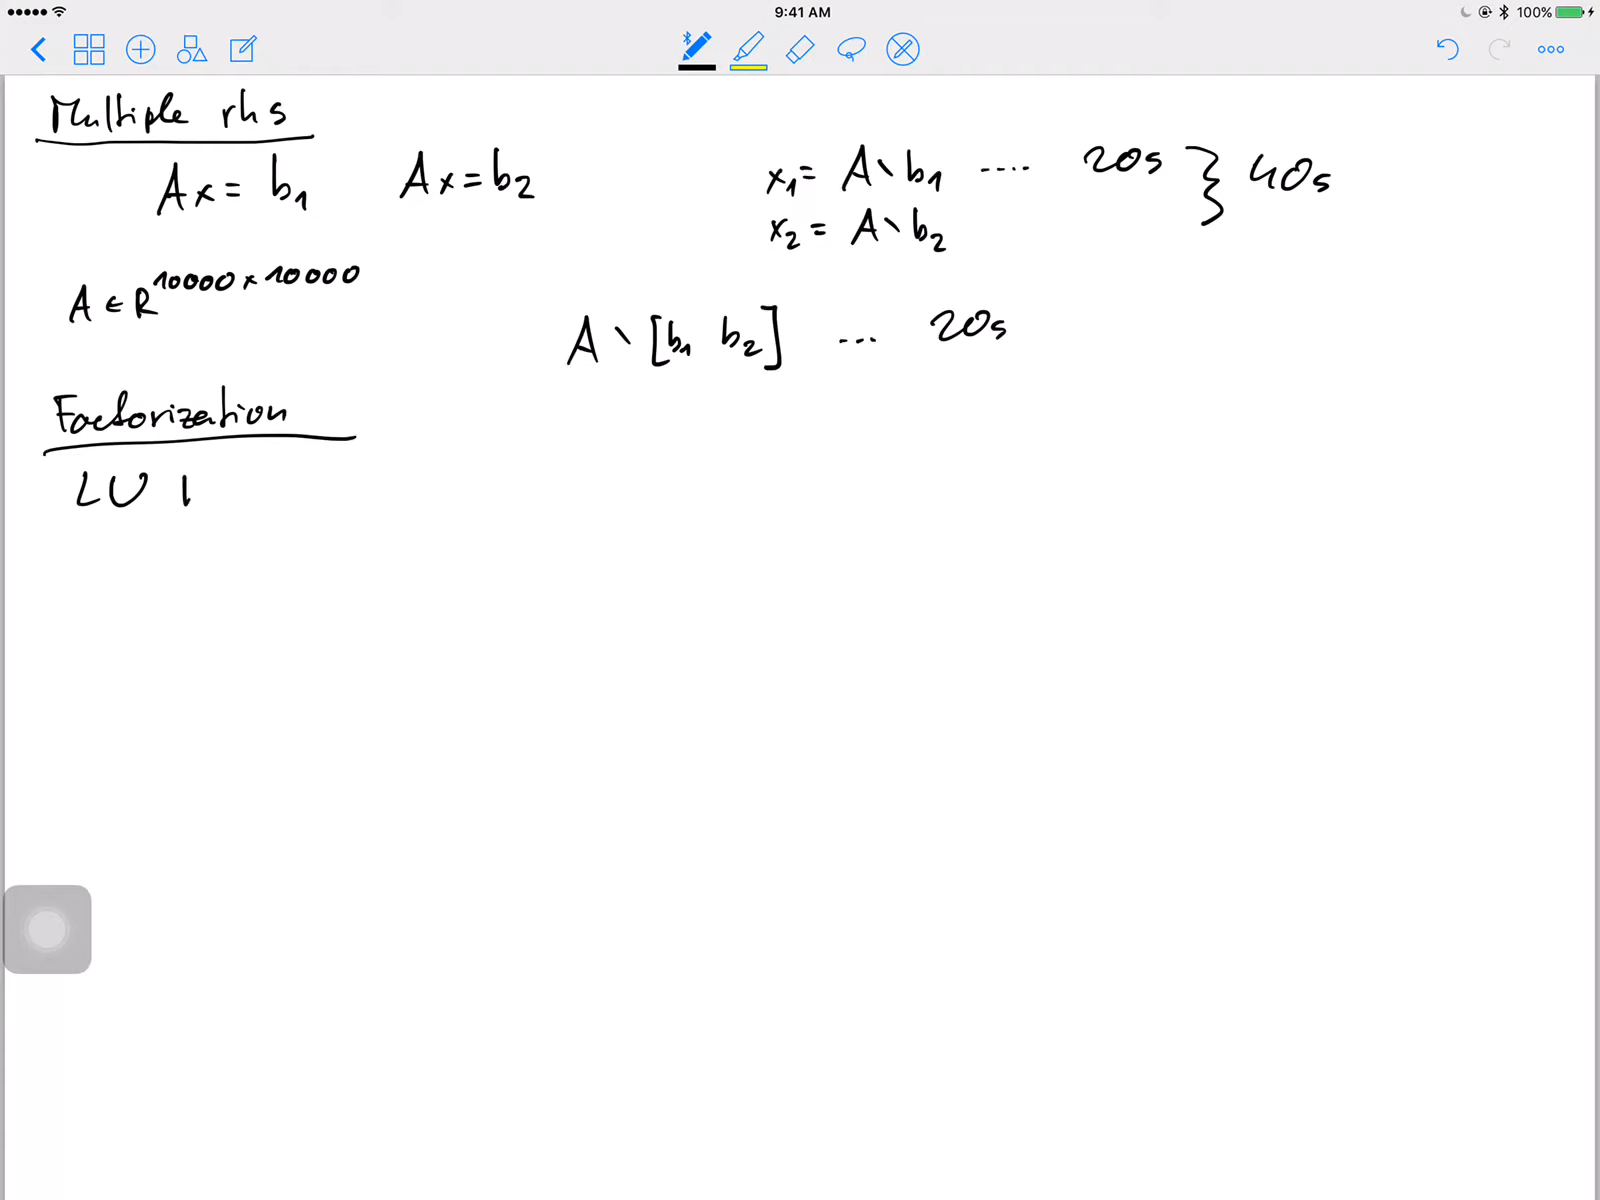 9:41 AM
100%
Multiple rhs
Ax = b₁ Ax = b₂ x₁ = A\b₁ .... 20s } 40s
x₂ = A\b₂
A ∈ R^10000×10000
A\[b₁ b₂] ... 20s
Factorization
LU |